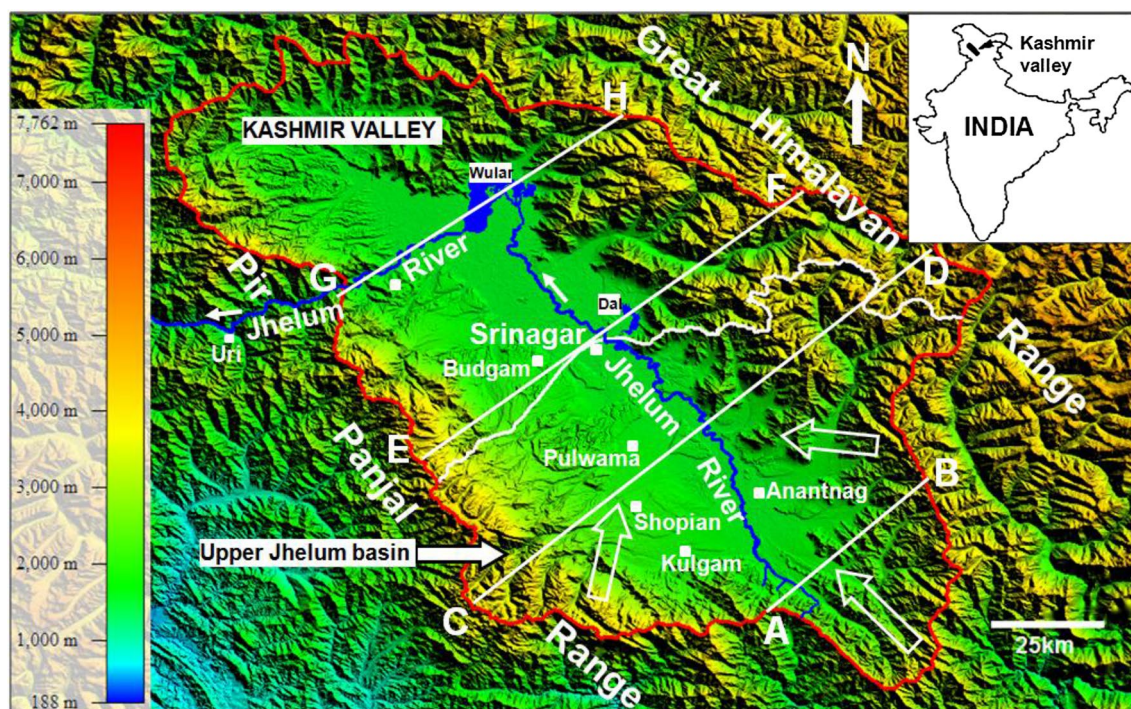 Great Himalayan Range
N
Kashmir
valley
INDIA
7,762 m
7,000 m
6,000 m
5,000 m
4,000 m
3,000 m
2,000 m
1,000 m
188 m
KASHMIR VALLEY
H
Wular
F
D
G
River
Pir
Jhelum
Uri
Dal
Srinagar
Budgam
Jhelum
E
Panjal
Pulwama
River
B
Anantnag
Shopian
Upper Jhelum basin
Kulgam
C
A
Range
25km